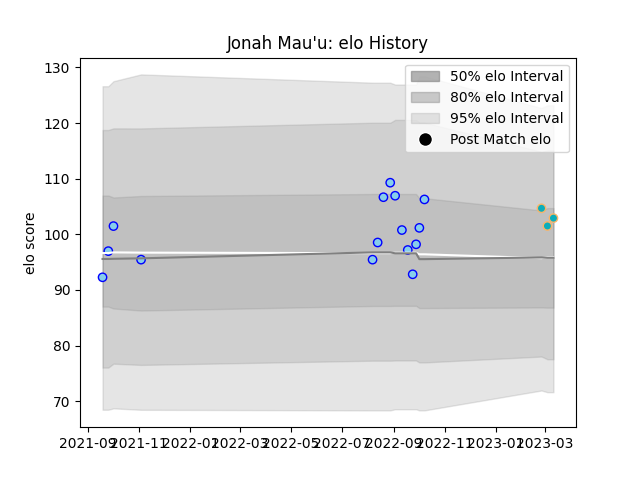 Jonah Mau'u: elo History
50% elo Interval
80% elo Interval
95% elo Interval
Post Match elo
elo score
130
120
110
100
90
80
70
2021-09 2021-11 2022-01 2022-03 2022-05 2022-07 2022-09 2022-11 2023-01 2023-03